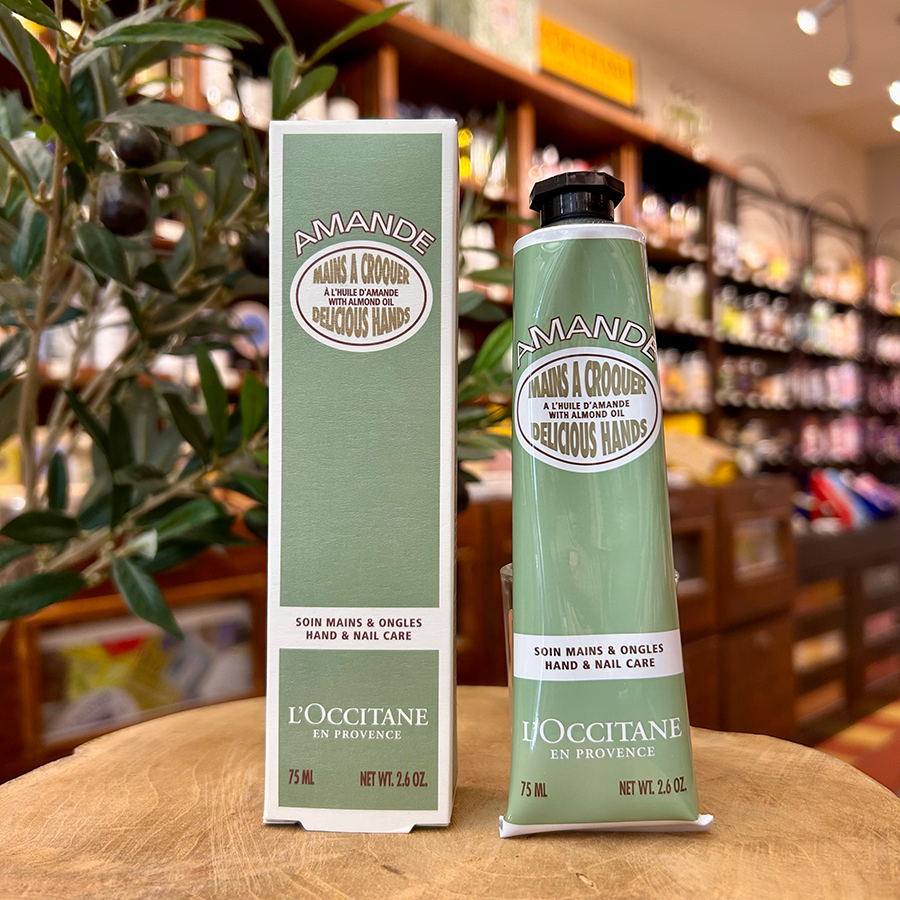 AMANDE
MAINS A CROQUER
À L'HUILE D'AMANDE
WITH ALMOND OIL
DELICIOUS HANDS
SOIN MAINS & ONGLES
HAND & NAIL CARE
L'OCCITANE
EN PROVENCE
75 ML NET WT. 2.6 OZ.
AMANDE
MAINS A CROQUER
A L'HUILE D'AMANDE
WITH ALMOND OIL
DELICIOUS HANDS
SOIN MAINS & ONGLES
HAND & NAIL CARE
L'OCCITANE
EN PROVENCE
75 ML NET WT. 2.6 OZ.